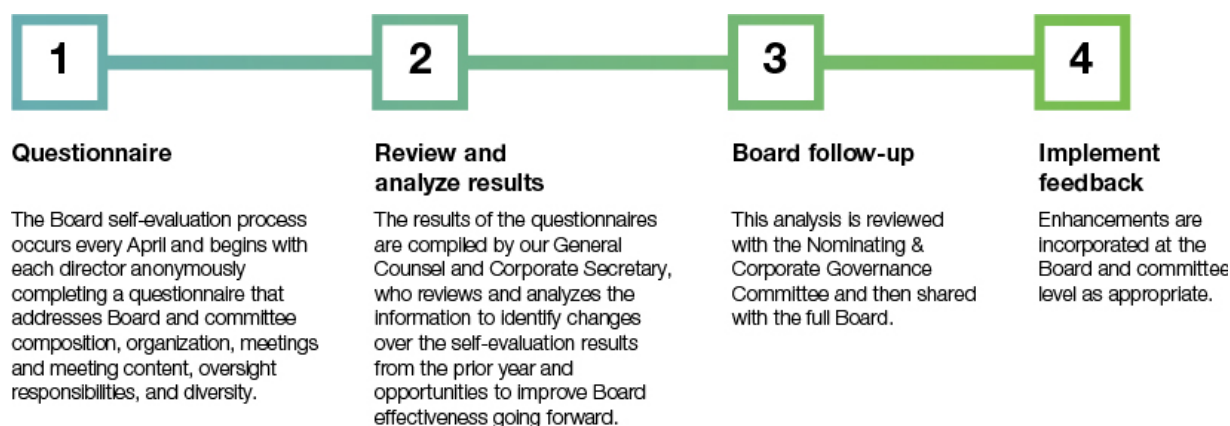 1
2
3
4
Questionnaire
The Board self-evaluation process
occurs every April and begins with
each director anonymously
completing a questionnaire that
addresses Board and committee
composition, organization, meetings
and meeting content, oversight
responsibilities, and diversity.
Review and
analyze results
The results of the questionnaires
are compiled by our General
Counsel and Corporate Secretary,
who reviews and analyzes the
information to identify changes
over the self-evaluation results
from the prior year and
opportunities to improve Board
effectiveness going forward.
Board follow-up
This analysis is reviewed
with the Nominating &
Corporate Governance
Committee and then shared
with the full Board.
Implement
feedback
Enhancements are
incorporated at the
Board and committee
level as appropriate.